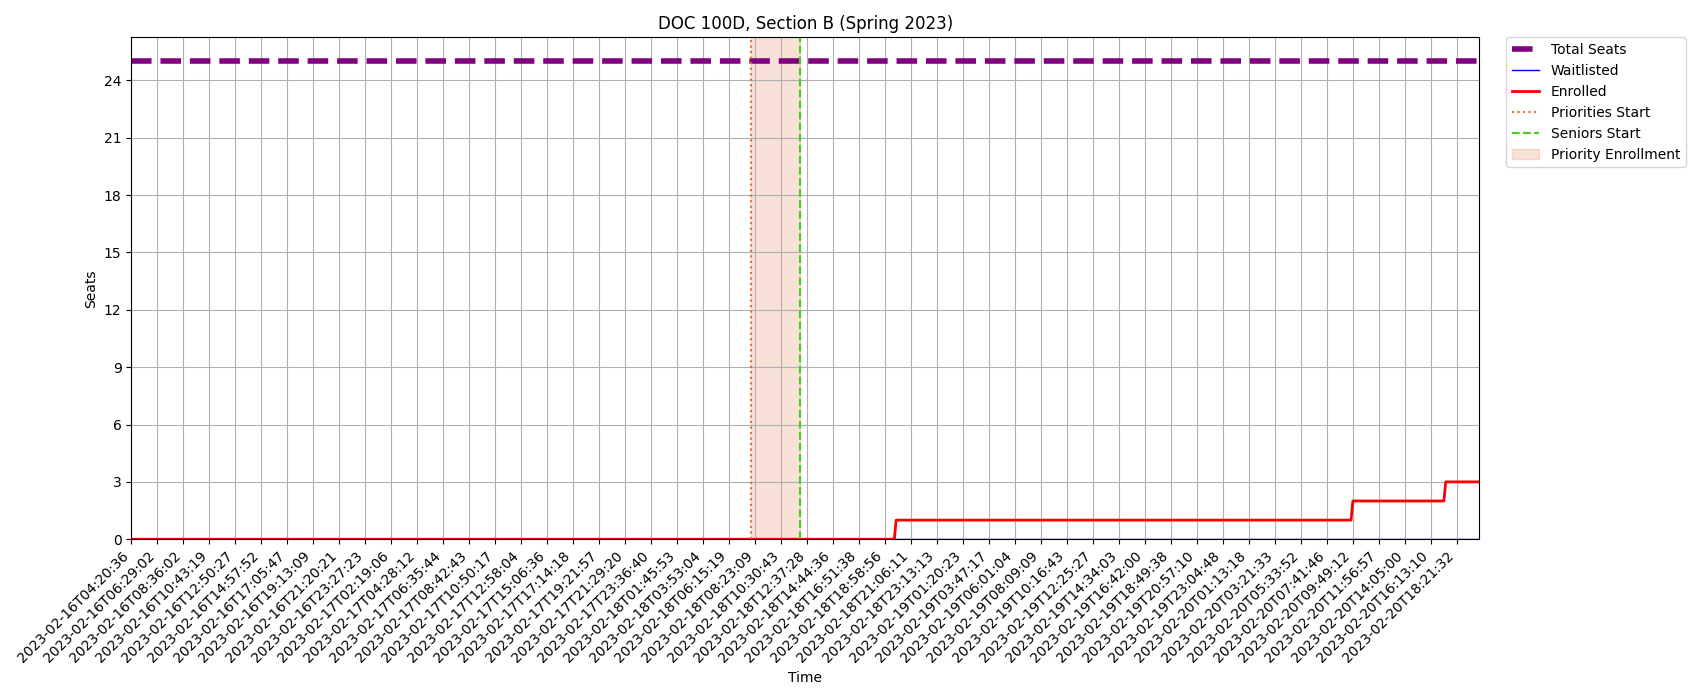 DOC 100D, Section B (Spring 2023)
Total Seats
Waitlisted
Enrolled
Priorities Start
Seniors Start
Priority Enrollment
Seats
24
21
18
15
12
9
6
3
0
2023-02-16T04:20:36
2023-02-16T06:29:02
2023-02-16T08:36:02
2023-02-16T10:43:19
2023-02-16T12:50:27
2023-02-16T14:57:52
2023-02-16T17:05:47
2023-02-16T19:13:09
2023-02-16T21:20:21
2023-02-16T23:27:23
2023-02-17T02:19:06
2023-02-17T04:28:12
2023-02-17T06:35:44
2023-02-17T08:42:43
2023-02-17T10:50:17
2023-02-17T12:58:04
2023-02-17T15:06:36
2023-02-17T17:14:18
2023-02-17T19:21:57
2023-02-17T21:29:20
2023-02-17T23:36:40
2023-02-18T01:45:53
2023-02-18T03:53:04
2023-02-18T06:15:19
2023-02-18T08:23:09
2023-02-18T10:30:43
2023-02-18T12:37:28
2023-02-18T14:44:36
2023-02-18T16:51:38
2023-02-18T18:58:56
2023-02-18T21:06:11
2023-02-18T23:13:13
2023-02-19T01:20:23
2023-02-19T03:47:17
2023-02-19T06:01:04
2023-02-19T08:09:09
2023-02-19T10:16:43
2023-02-19T12:25:27
2023-02-19T14:34:03
2023-02-19T16:42:00
2023-02-19T18:49:38
2023-02-19T20:57:10
2023-02-19T23:04:48
2023-02-20T01:13:18
2023-02-20T03:21:33
2023-02-20T05:33:52
2023-02-20T07:41:46
2023-02-20T09:49:12
2023-02-20T11:56:57
2023-02-20T14:05:00
2023-02-20T16:13:10
2023-02-20T18:21:32
Time